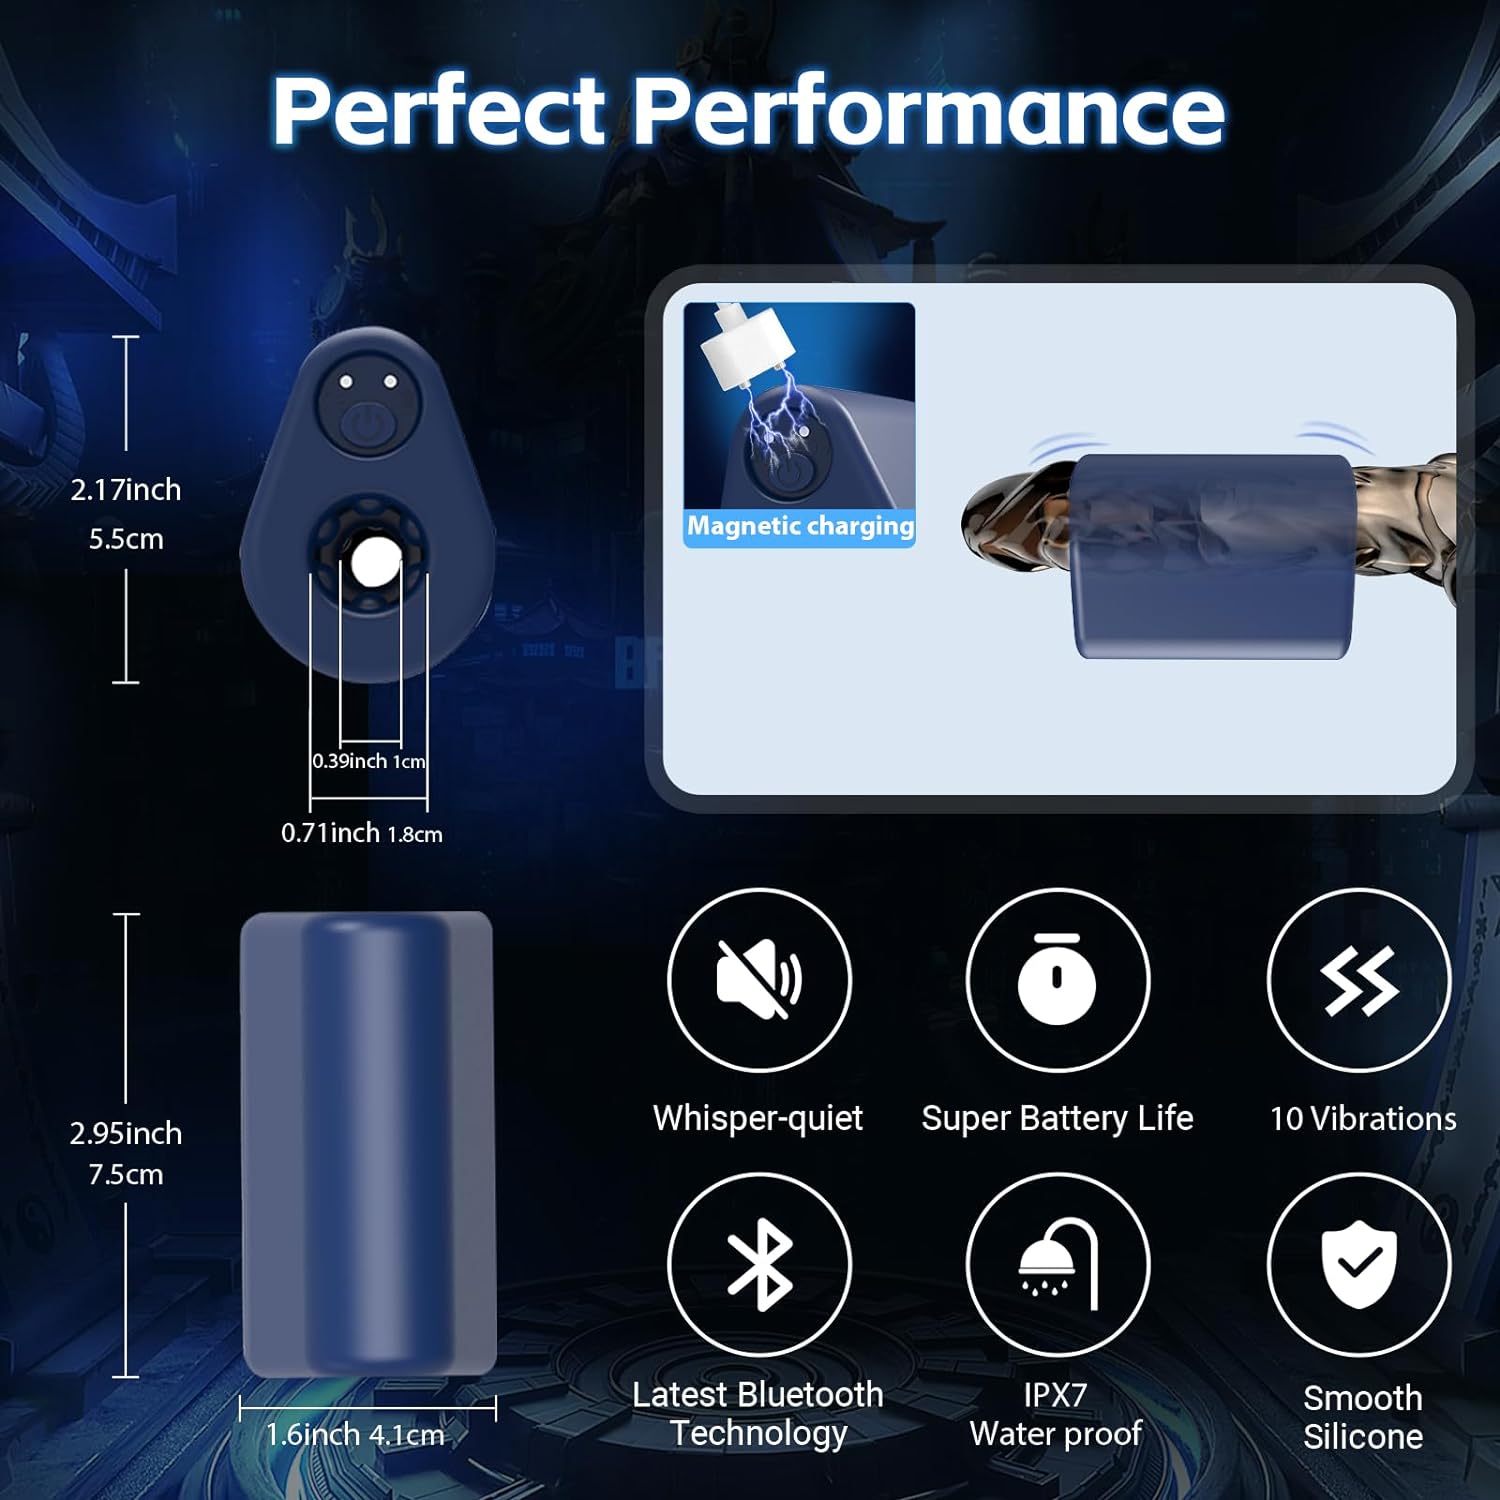 Perfect Performance
Magnetic charging
2.17inch
5.5cm
0.39inch 1cm
0.71inch 1.8cm
2.95inch
7.5cm
1.6inch 4.1cm
Whisper-quiet
Super Battery Life
10 Vibrations
Latest Bluetooth
Technology
IPX7
Water proof
Smooth
Silicone